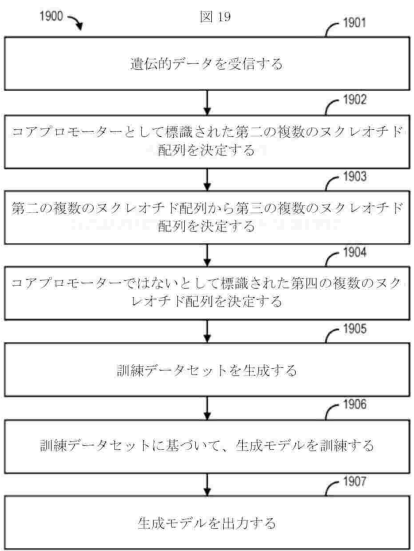 1900
図19
1901
遺伝的データを受信する
1902
コアプロモーターとして標識された第二の複数のヌクレオチド
配列を決定する
1903
第二の複数のヌクレオチド配列から第三の複数のヌクレオチド
配列を決定する
1904
コアプロモーターではないとして標識された第四の複数のヌク
レオチド配列を決定する
1905
訓練データセットを生成する
1906
訓練データセットに基づいて、生成モデルを訓練する
1907
生成モデルを出力する